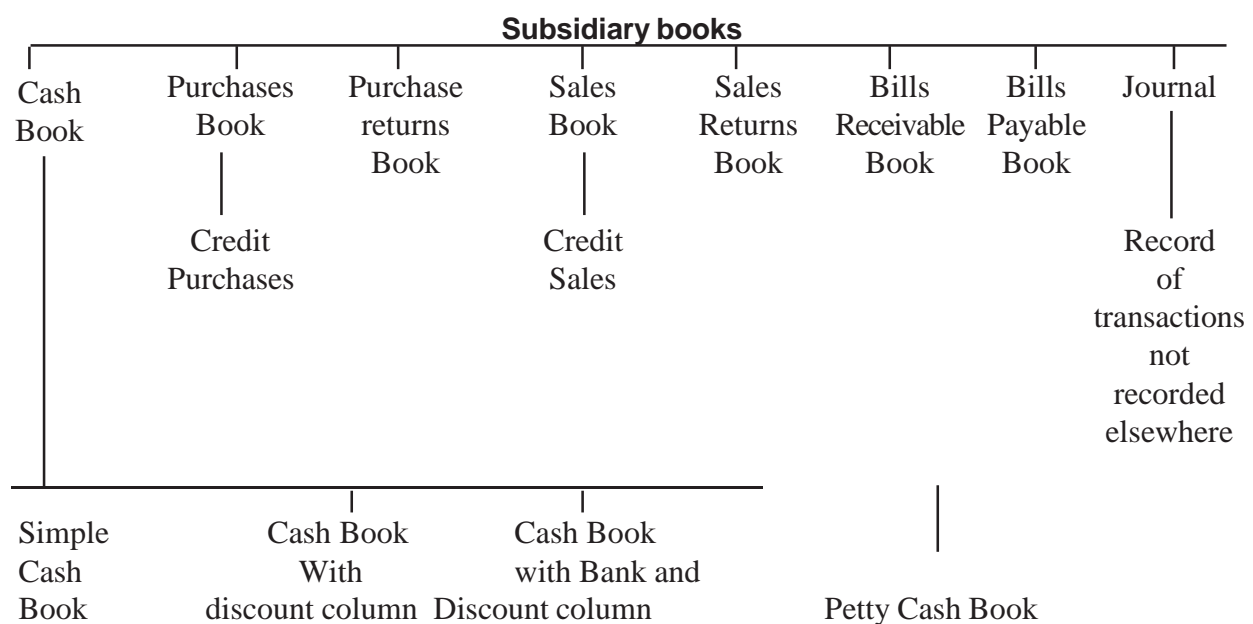 Subsidiary books
Cash
Book
Purchases
Book
Purchase
returns
Book
Sales
Book
Sales
Returns
Book
Bills
Receivable
Book
Bills
Payable
Book
Journal
Credit
Purchases
Credit
Sales
Record
of
transactions
not
recorded
elsewhere
Simple
Cash
Book
Cash Book
With
discount column
Cash Book
with Bank and
Discount column
Petty Cash Book